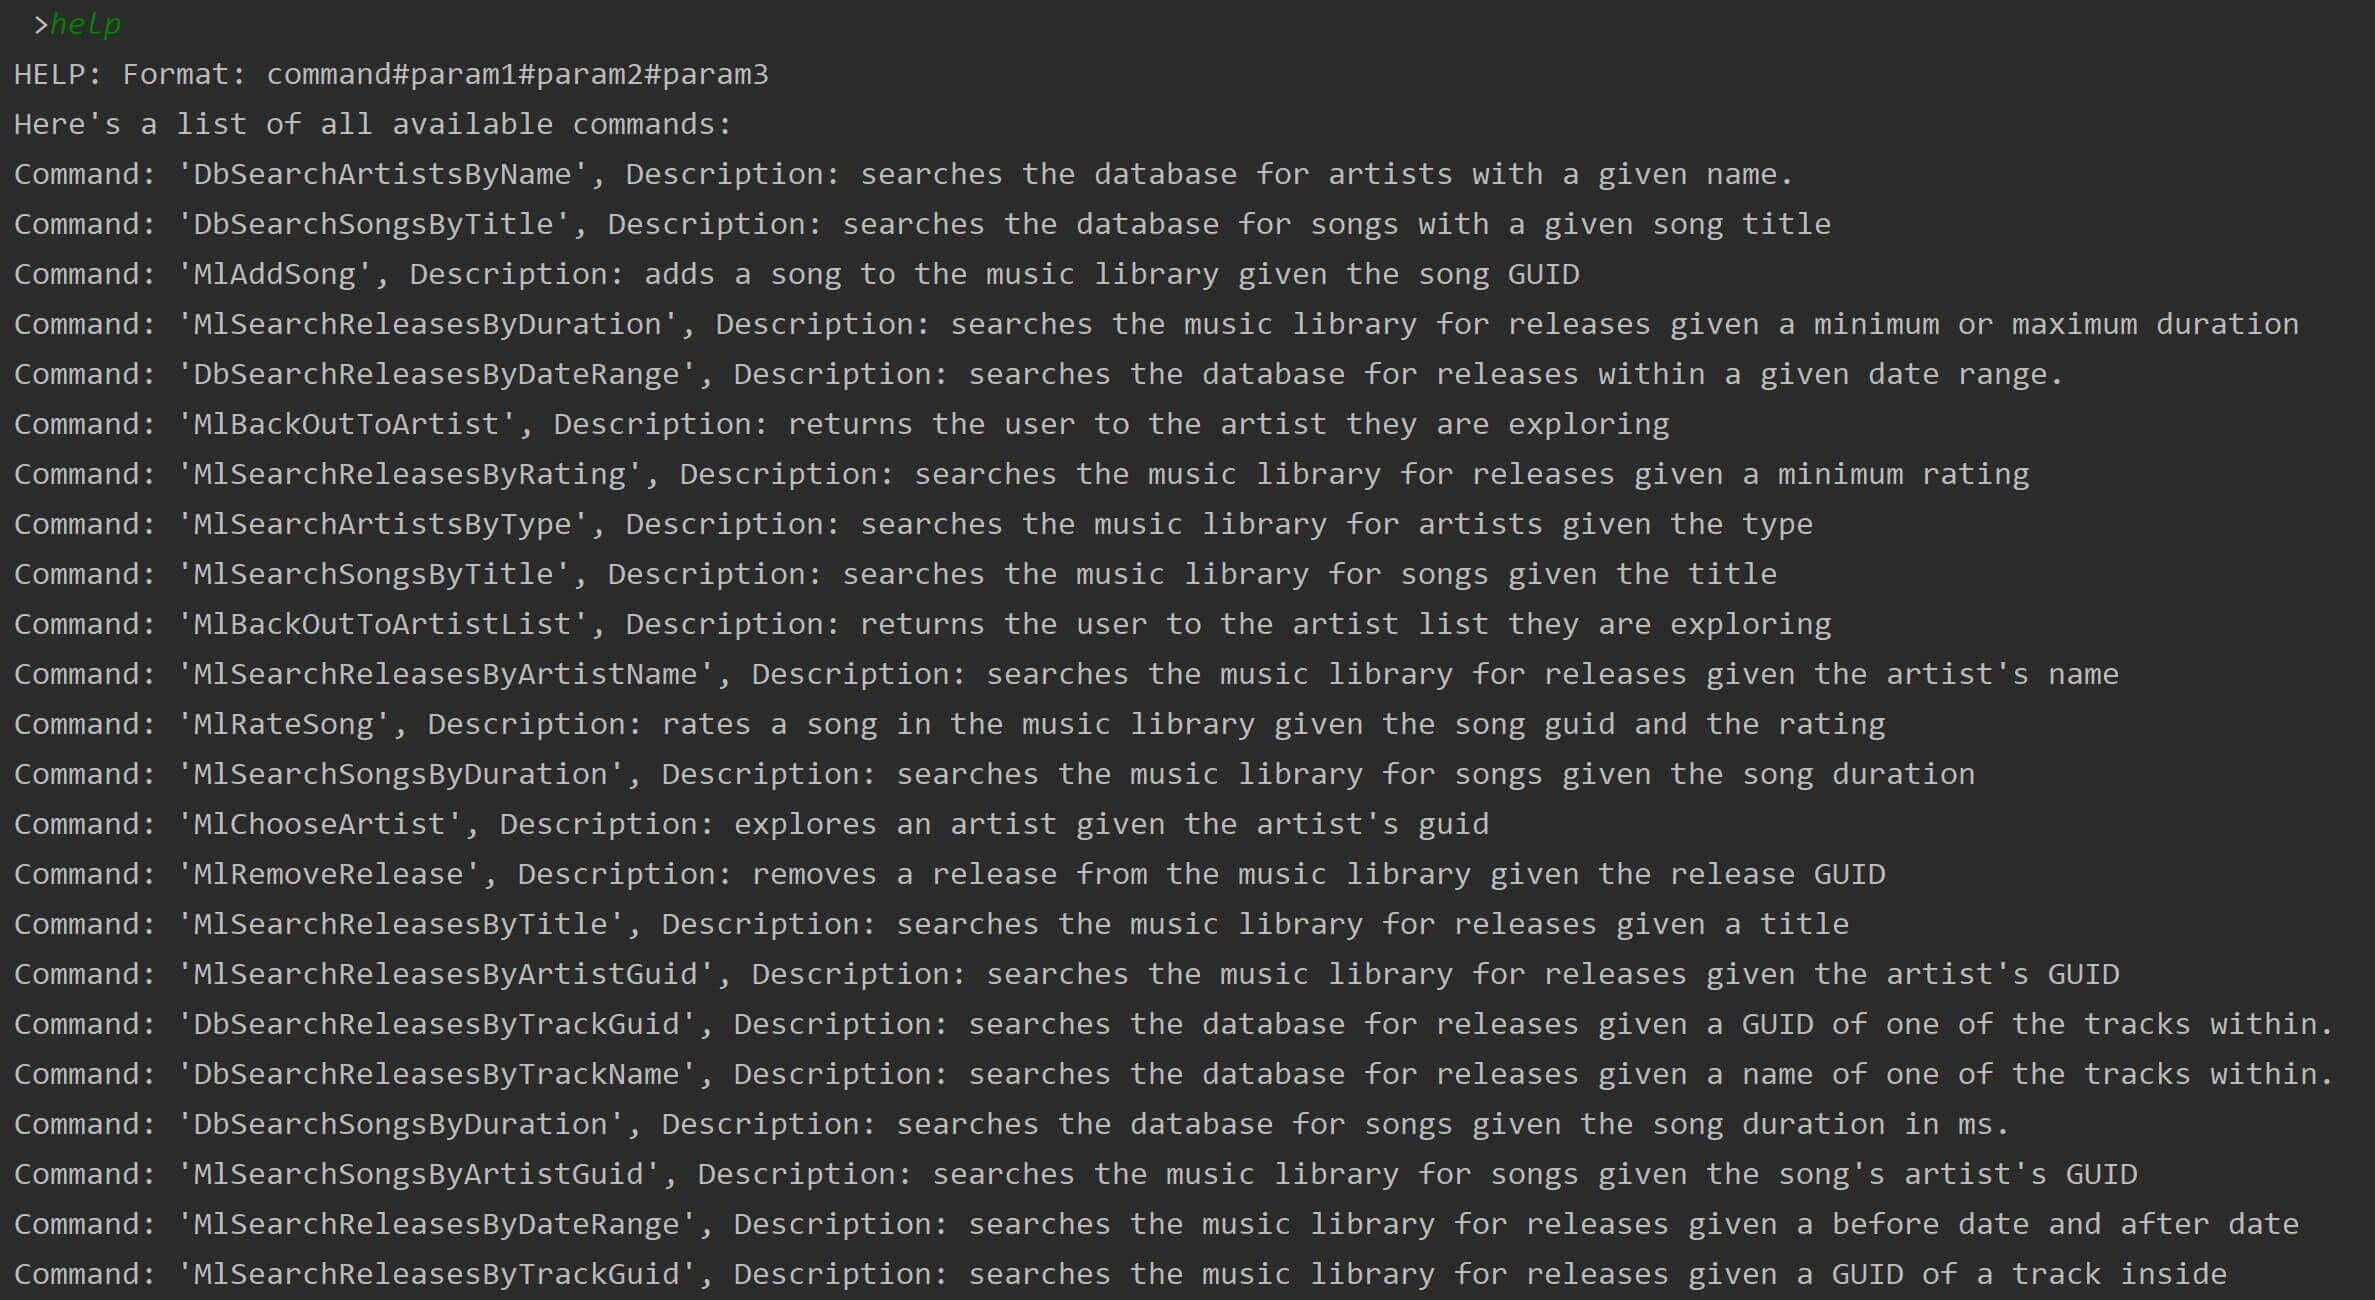 >help
HELP: Format: command#param1#param2#param3
Here's a list of all available commands:
Command: 'DbSearchArtistsByName', Description: searches the database for artists with a given name.
Command: 'DbSearchSongsByTitle', Description: searches the database for songs with a given song title
Command: 'MlAddSong', Description: adds a song to the music library given the song GUID
Command: 'MlSearchReleasesByDuration', Description: searches the music library for releases given a minimum or maximum duration
Command: 'DbSearchReleasesByDateRange', Description: searches the database for releases within a given date range.
Command: 'MlBackOutToArtist', Description: returns the user to the artist they are exploring
Command: 'MlSearchReleasesByRating', Description: searches the music library for releases given a minimum rating
Command: 'MlSearchArtistsByType', Description: searches the music library for artists given the type
Command: 'MlSearchSongsByTitle', Description: searches the music library for songs given the title
Command: 'MlBackOutToArtistList', Description: returns the user to the artist list they are exploring
Command: 'MlSearchReleasesByArtistName', Description: searches the music library for releases given the artist's name
Command: 'MlRateSong', Description: rates a song in the music library given the song guid and the rating
Command: 'MlSearchSongsByDuration', Description: searches the music library for songs given the song duration
Command: 'MlChooseArtist', Description: explores an artist given the artist's guid
Command: 'MlRemoveRelease', Description: removes a release from the music library given the release GUID
Command: 'MlSearchReleasesByTitle', Description: searches the music library for releases given a title
Command: 'MlSearchReleasesByArtistGuid', Description: searches the music library for releases given the artist's GUID
Command: 'DbSearchReleasesByTrackGuid', Description: searches the database for releases given a GUID of one of the tracks within.
Command: 'DbSearchReleasesByTrackName', Description: searches the database for releases given a name of one of the tracks within.
Command: 'DbSearchSongsByDuration', Description: searches the database for songs given the song duration in ms.
Command: 'MlSearchSongsByArtistGuid', Description: searches the music library for songs given the song's artist's GUID
Command: 'MlSearchReleasesByDateRange', Description: searches the music library for releases given a before date and after date
Command: 'MlSearchReleasesByTrackGuid', Description: searches the music library for releases given a GUID of a track inside